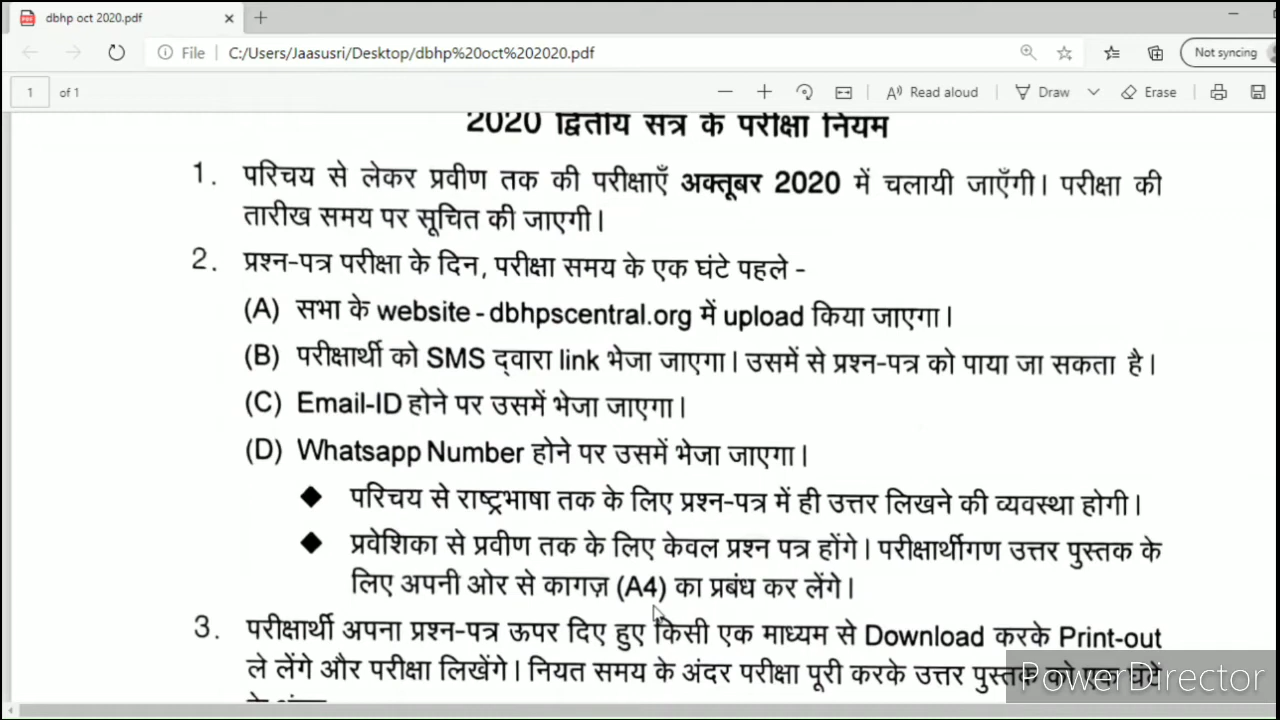 dbhp oct 2020.pdf
File C:/Users/Jaasusri/Desktop/dbhp%20oct%202020.pdf Not syncing
1 of 1 Read aloud Draw Erase
2020 द्वितीय सत्र के परीक्षा नियम
1. परिचय से लेकर प्रवीण तक की परीक्षाएँ अक्तूबर 2020 में चलायी जाएँगी। परीक्षा की
तारीख समय पर सूचित की जाएगी।
2. प्रश्न-पत्र परीक्षा के दिन, परीक्षा समय के एक घंटे पहले -
(A) सभा के website - dbhpscentral.org में upload किया जाएगा।
(B) परीक्षार्थी को SMS द्वारा link भेजा जाएगा। उसमें से प्रश्न-पत्र को पाया जा सकता है।
(C) Email-ID होने पर उसमें भेजा जाएगा।
(D) Whatsapp Number होने पर उसमें भेजा जाएगा।
◆ परिचय से राष्ट्रभाषा तक के लिए प्रश्न-पत्र में ही उत्तर लिखने की व्यवस्था होगी।
◆ प्रवेशिका से प्रवीण तक के लिए केवल प्रश्न पत्र होंगे। परीक्षार्थीगण उत्तर पुस्तक के
लिए अपनी ओर से कागज़ (A4) का प्रबंध कर लेंगे।
3. परीक्षार्थी अपना प्रश्न-पत्र ऊपर दिए हुए किसी एक माध्यम से Download करके Print-out
ले लेंगे और परीक्षा लिखेंगे। नियत समय के अंदर परीक्षा पूरी करके उत्तर पुस्तक को एक घंटे
PowerDirector